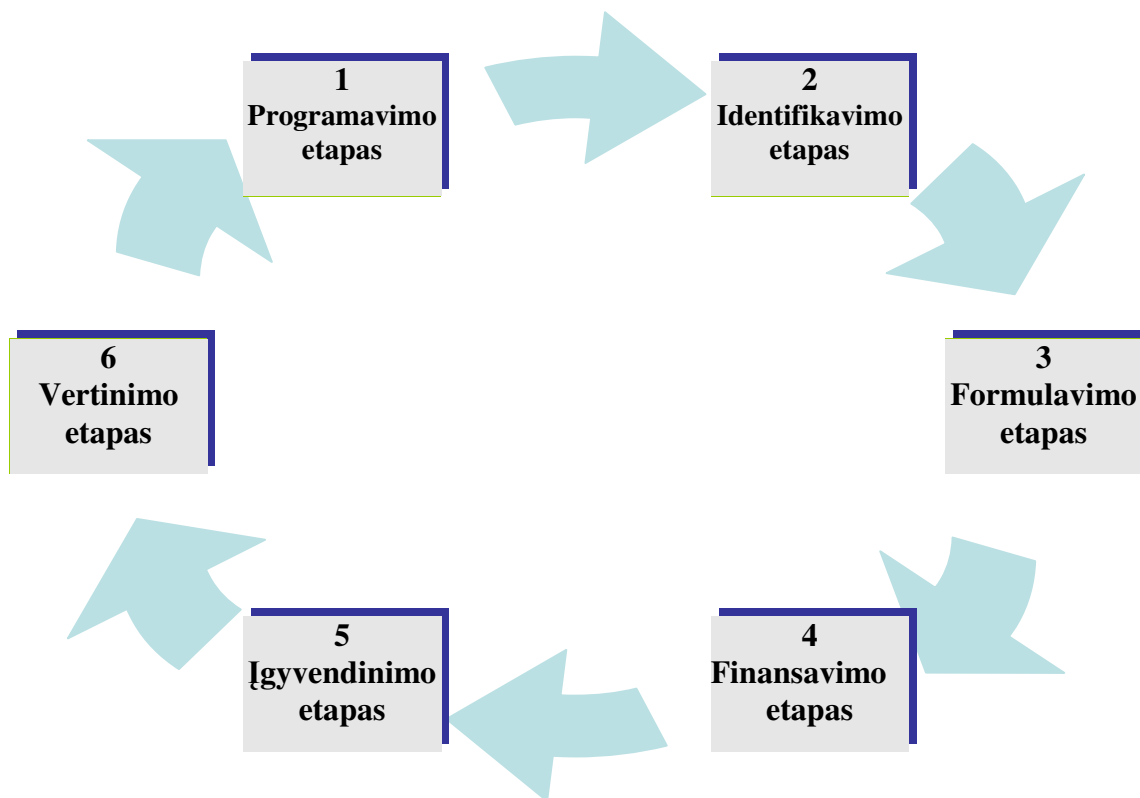 1
Programavimo
etapas
2
Identifikavimo
etapas
3
Formulavimo
etapas
4
Finansavimo
etapas
5
Įgyvendinimo
etapas
6
Vertinimo
etapas